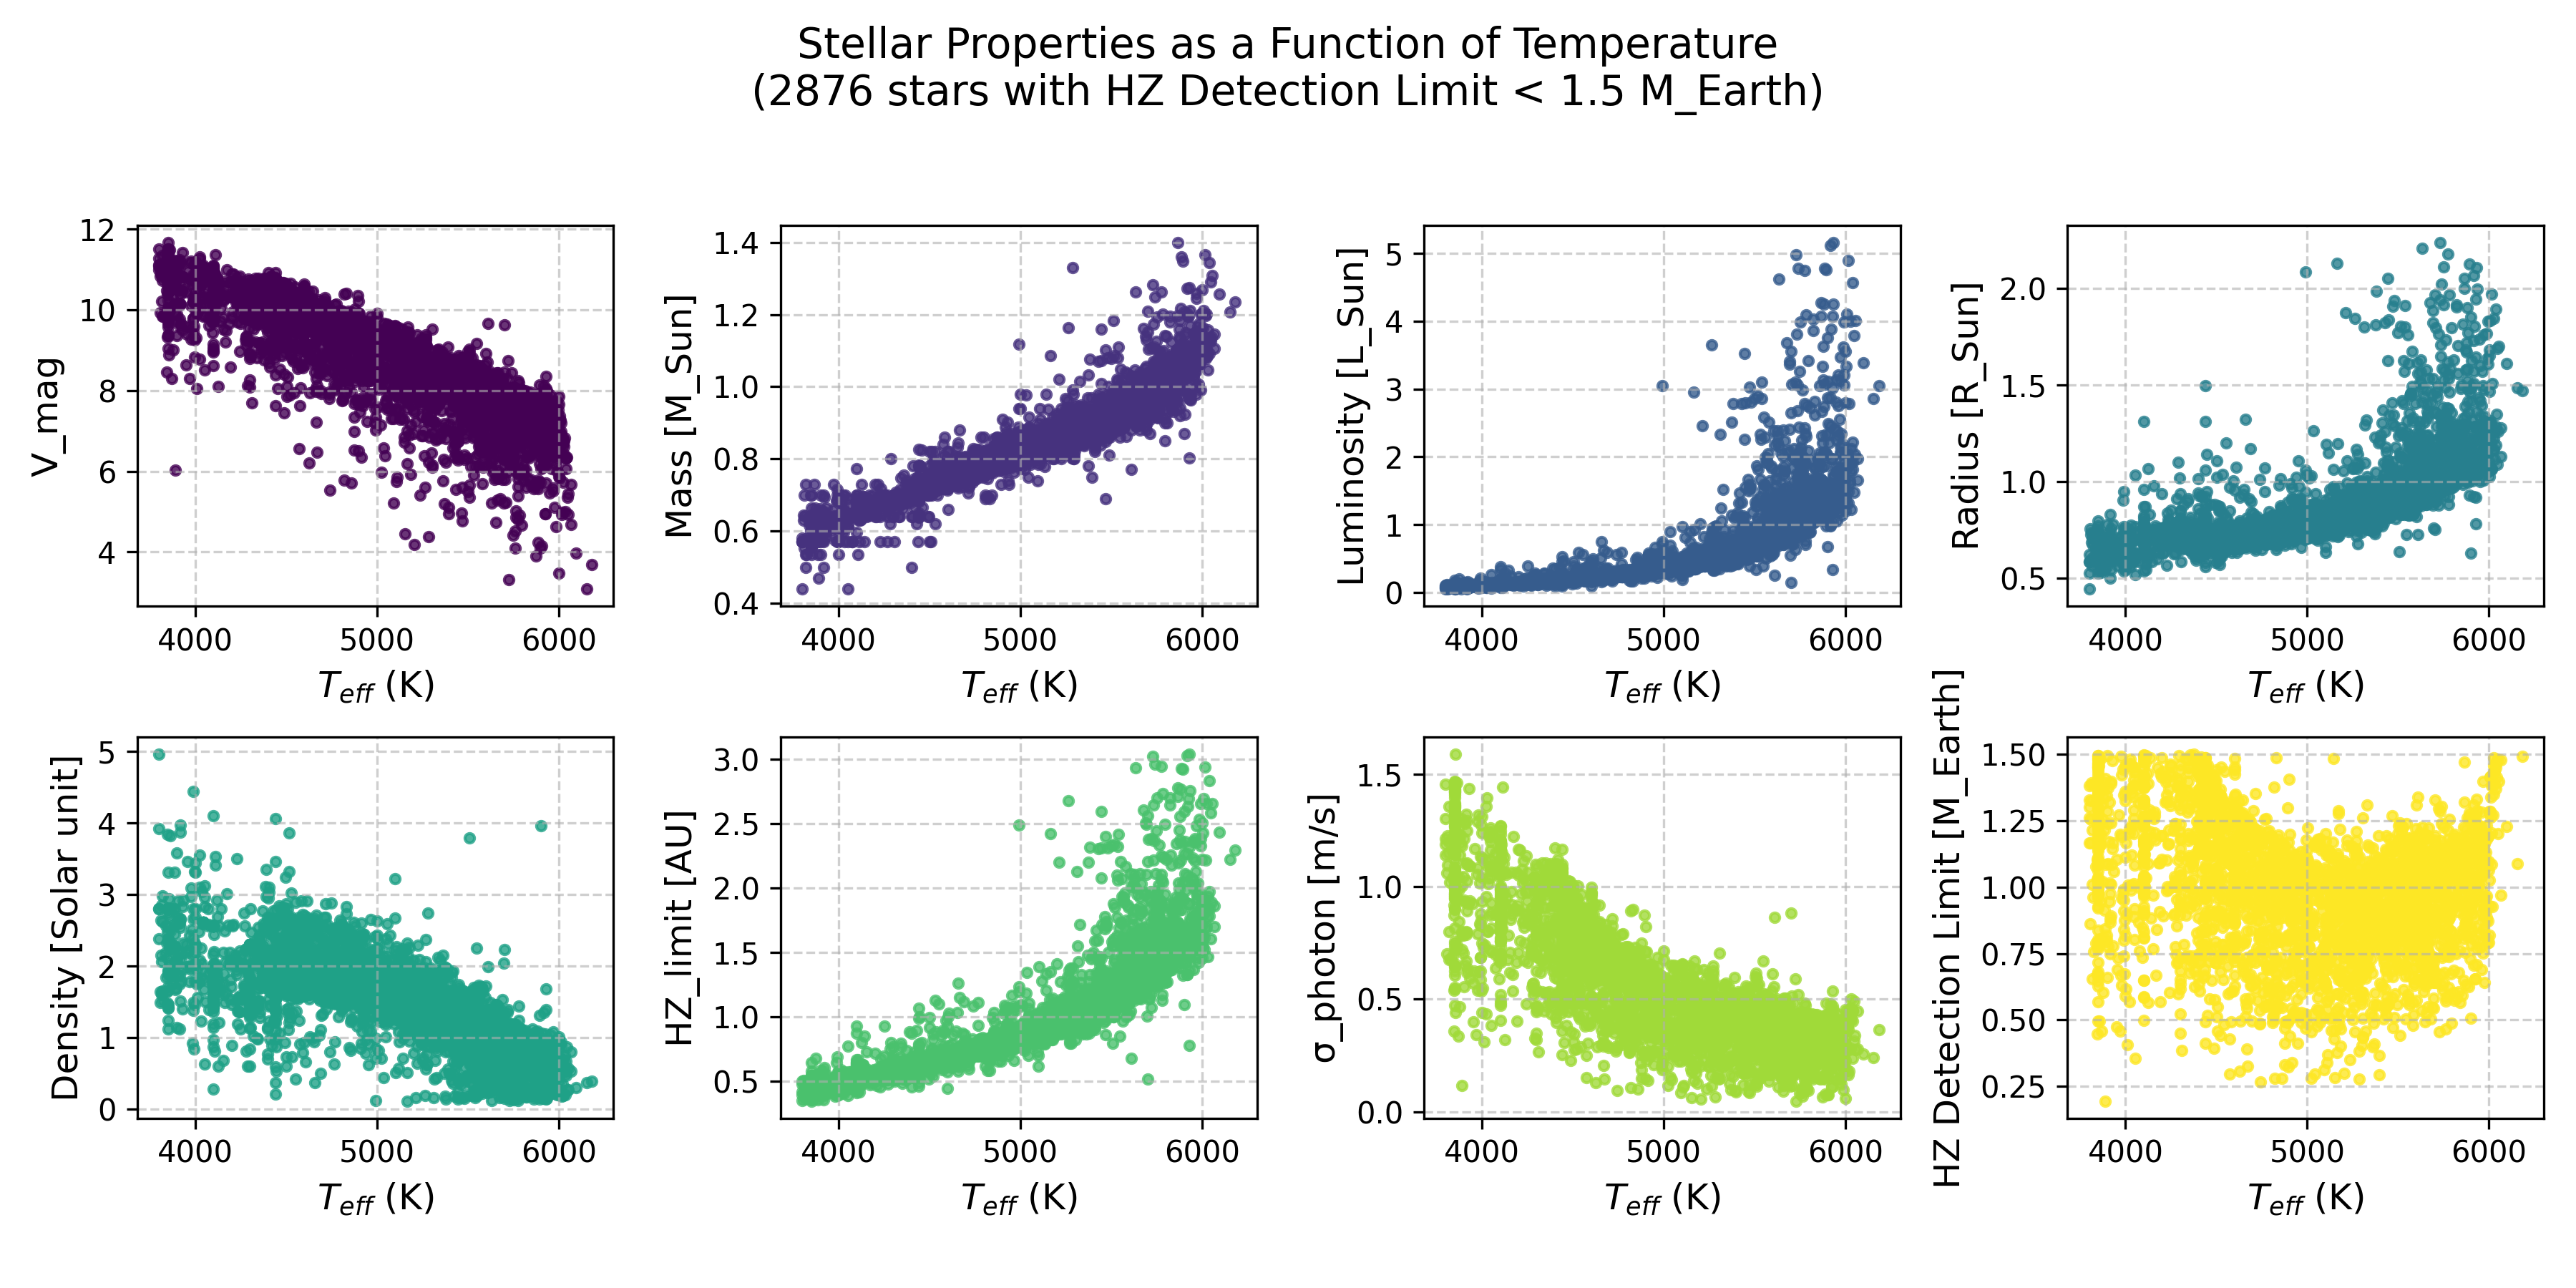 Stellar Properties as a Function of Temperature
(2876 stars with HZ Detection Limit < 1.5 M_Earth)
V_mag
12
10
8
6
4
4000 5000 6000
T_eff (K)
Mass [M_Sun]
1.4
1.2
1.0
0.8
0.6
0.4
4000 5000 6000
T_eff (K)
Luminosity [L_Sun]
5
4
3
2
1
0
4000 5000 6000
T_eff (K)
Radius [R_Sun]
2.0
1.5
1.0
0.5
4000 5000 6000
T_eff (K)
Density [Solar unit]
5
4
3
2
1
0
4000 5000 6000
T_eff (K)
HZ_limit [AU]
3.0
2.5
2.0
1.5
1.0
0.5
4000 5000 6000
T_eff (K)
σ_photon [m/s]
1.5
1.0
0.5
0.0
4000 5000 6000
T_eff (K)
HZ Detection Limit [M_Earth]
1.50
1.25
1.00
0.75
0.50
0.25
4000 5000 6000
T_eff (K)